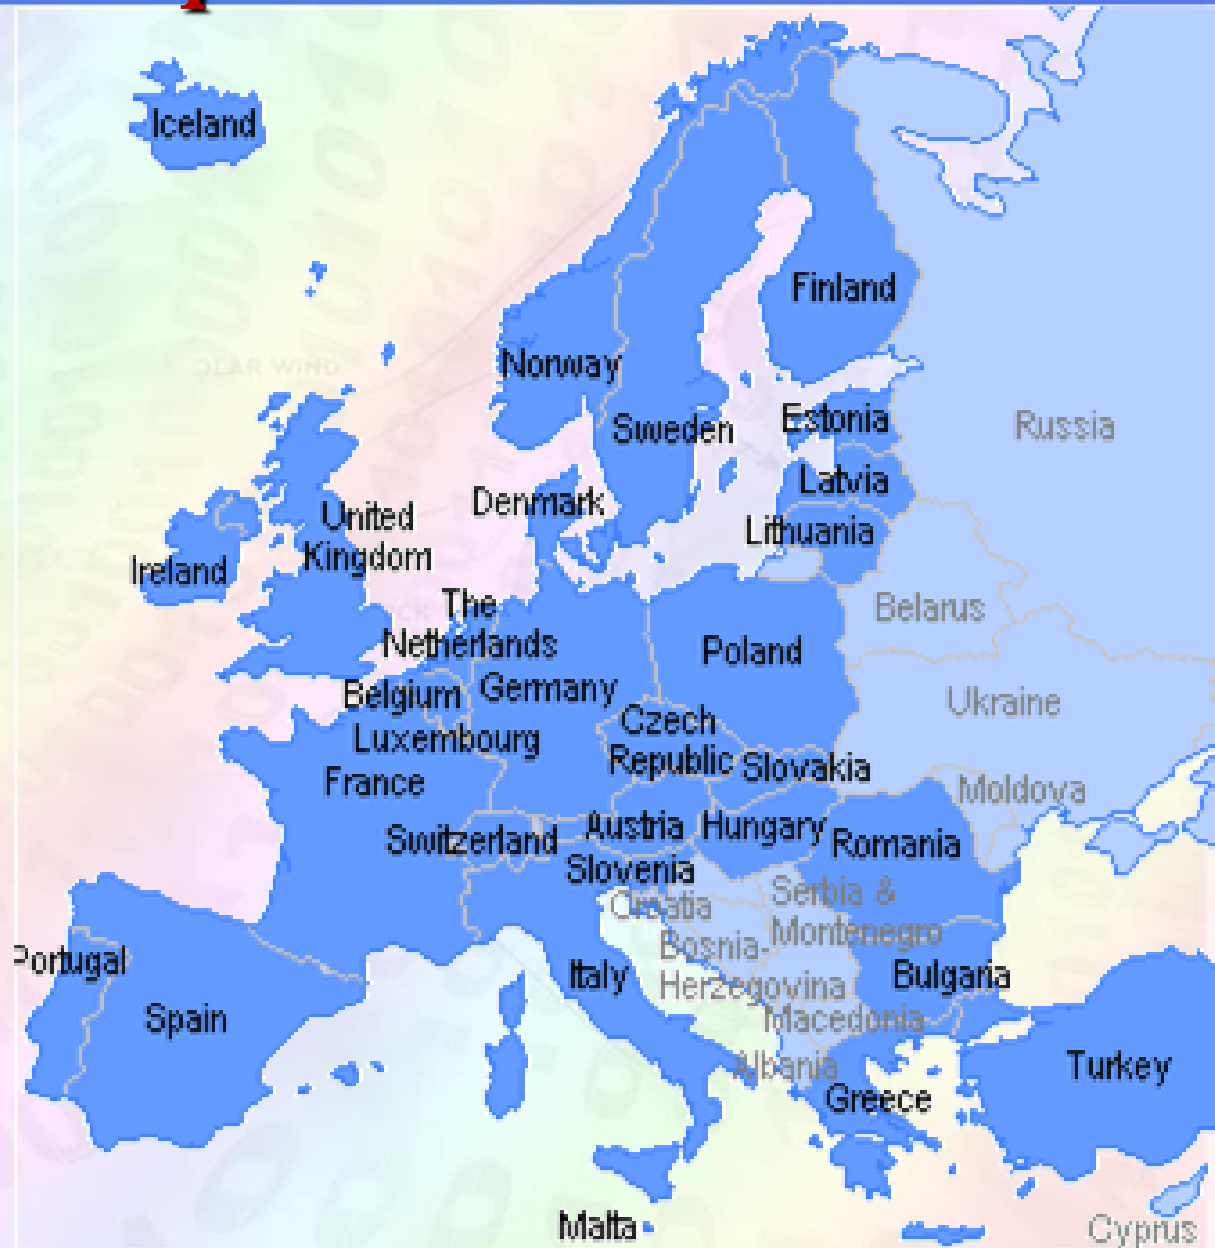 Iceland
Finland
Norway
Sweden
Estonia
Russia
Latvia
Denmark
United
Kingdom
Lithuania
Ireland
The
Netherlands
Belarus
Poland
Belgium
Germany
Ukraine
Czech
Republic
Luxembourg
Slovakia
France
Moldova
Switzerland
Austria
Hungary
Romania
Slovenia
Croatia
Serbia &
Montenegro
Bosnia-
Herzegovina
Portugal
Italy
Bulgaria
Spain
Macedonia
Albania
Turkey
Greece
Malta
Cyprus